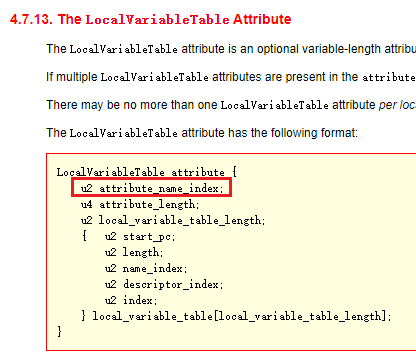 4.7.13. The LocalVariableTable Attribute
The LocalVariableTable attribute is an optional variable-length attribu
If multiple LocalVariableTable attributes are present in the attribute
There may be no more than one LocalVariableTable attribute per loc
The LocalVariableTable attribute has the following format:
LocalVariableTable_attribute {
u2 attribute_name_index;
u4 attribute_length;
u2 local_variable_table_length;
{ u2 start_pc;
u2 length;
u2 name_index;
u2 descriptor_index;
u2 index;
} local_variable_table[local_variable_table_length];
}